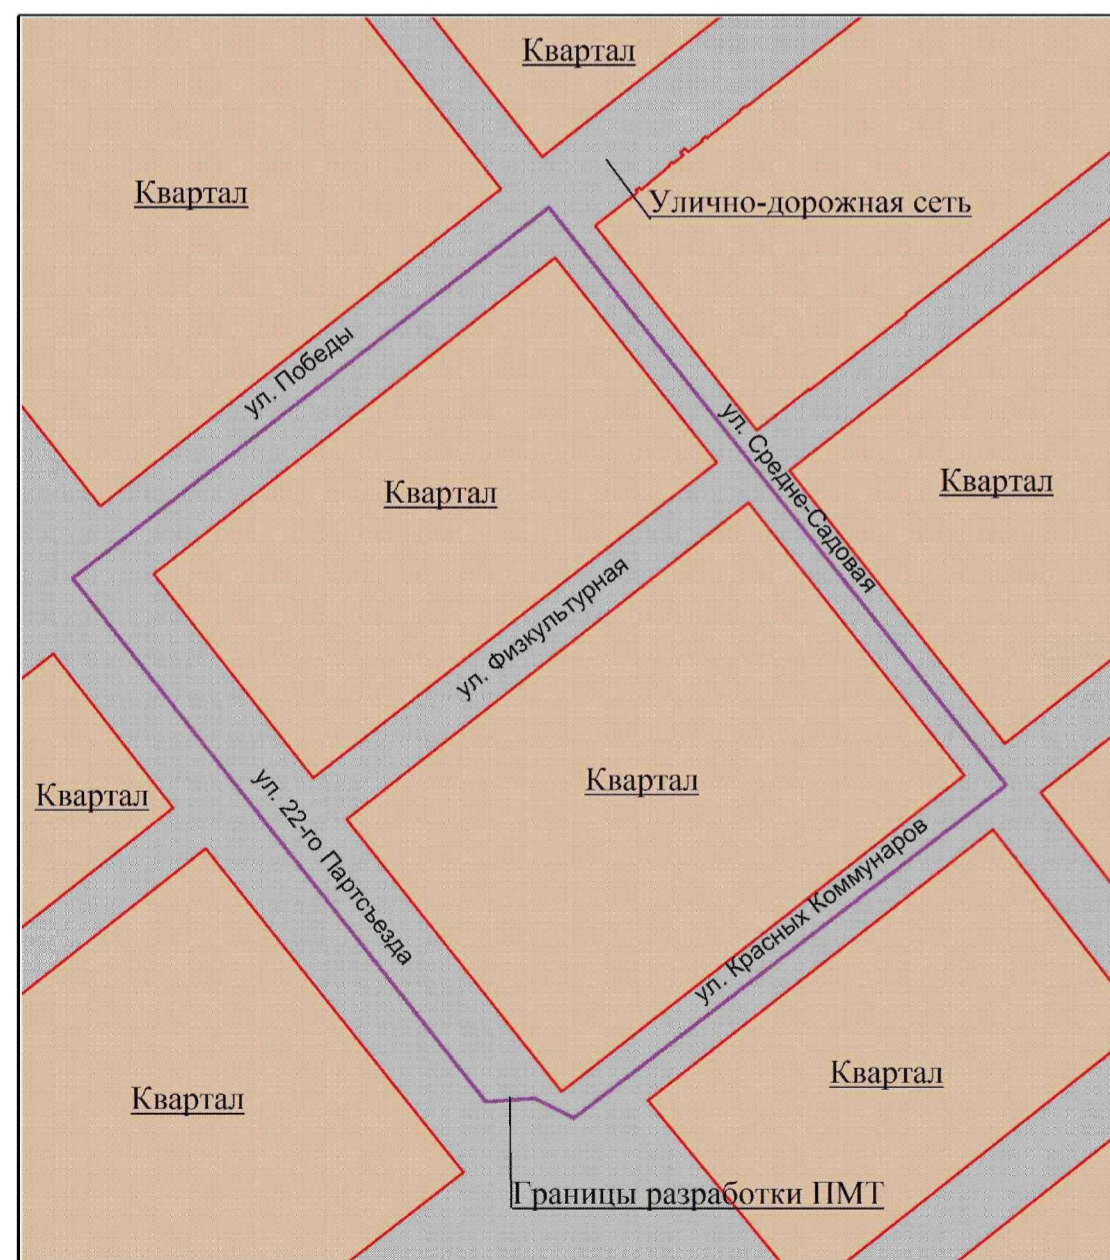 Квартал
Квартал
Улично-дорожная сеть
ул. Победы
ул. Средне-Садовая
Квартал
Квартал
ул. Физкультурная
Квартал
Квартал
ул. 22-го Партсъезда
ул. Красных Коммунаров
Квартал
Квартал
Границы разработки ПМТ